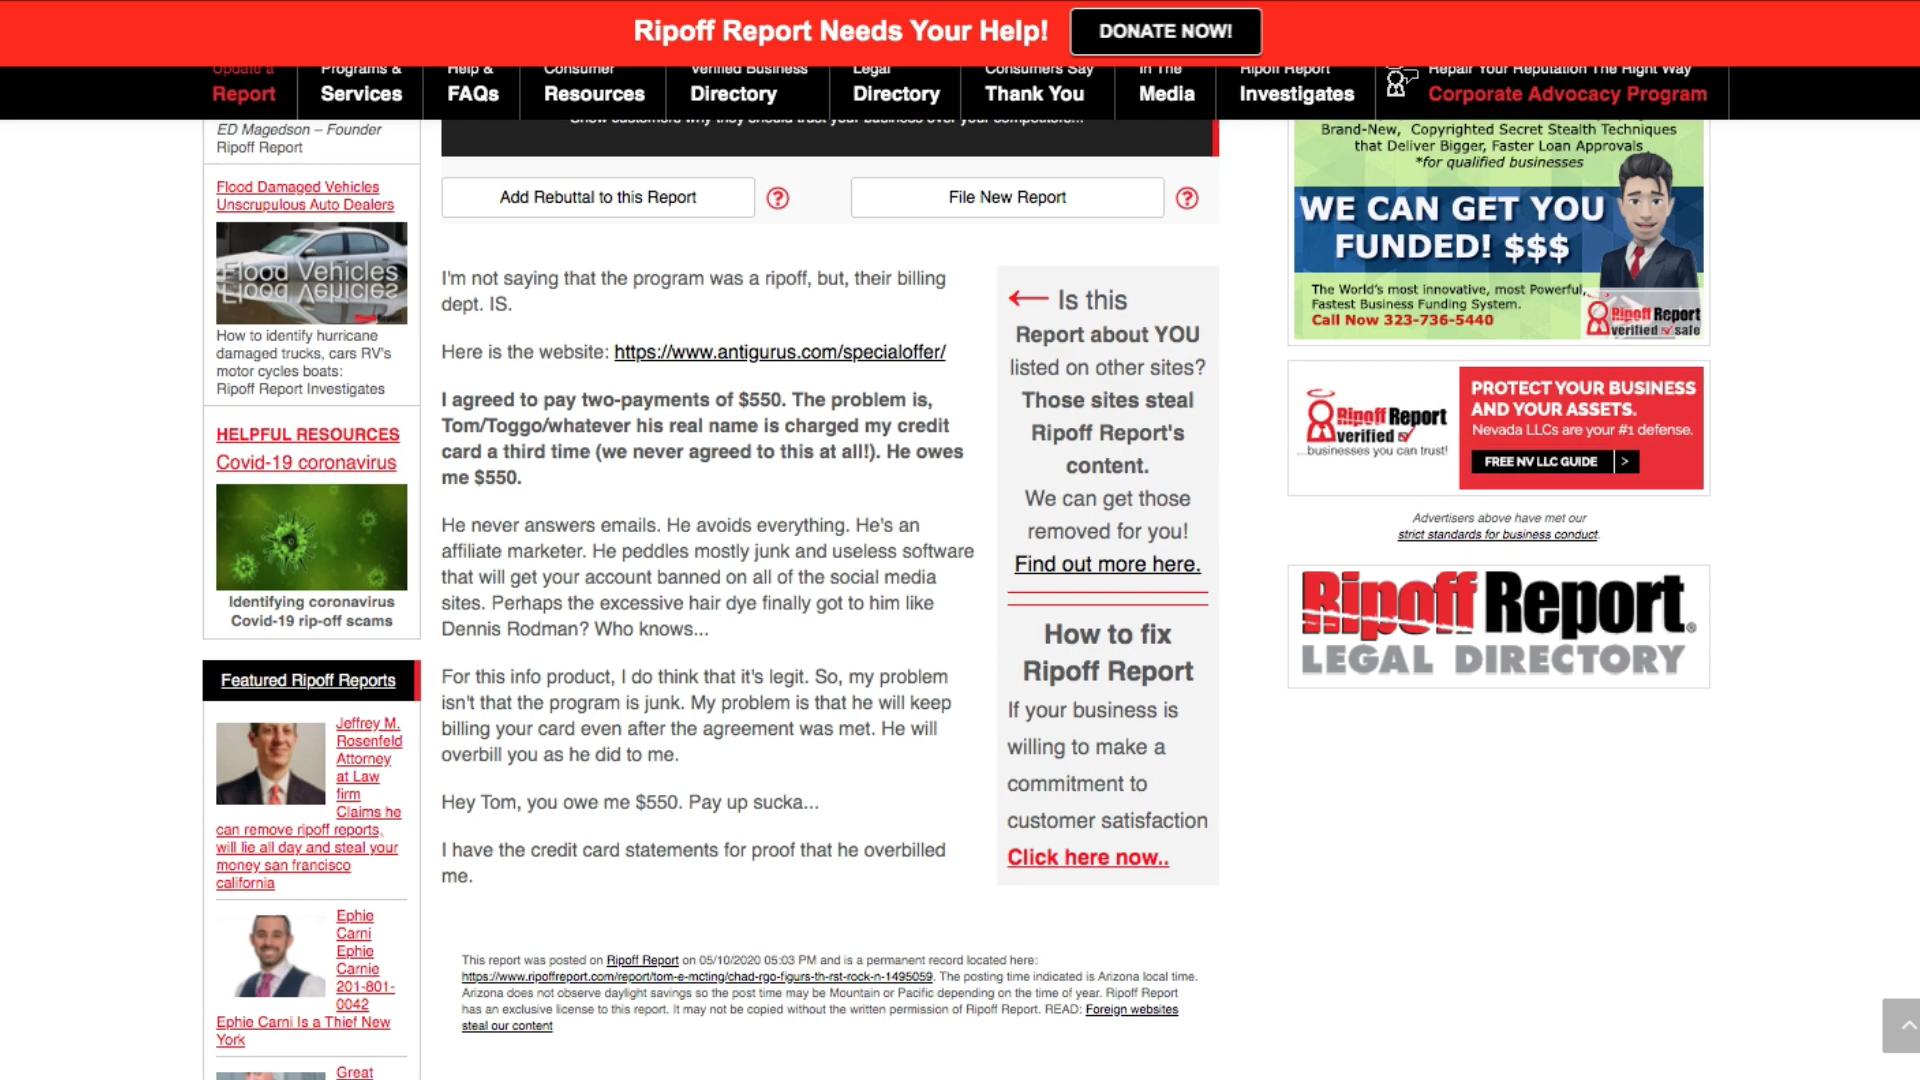 Ripoff Report Needs Your Help! DONATE NOW!
Update a Report
Programs & Services
Help & FAQs
Consumer Resources
Verified Business Directory
Legal Directory
Consumers Say Thank You
In The Media
Ripoff Report Investigates
Repair Your Reputation The Right Way
Corporate Advocacy Program
ED Magedson – Founder
Ripoff Report
Flood Damaged Vehicles
Unscrupulous Auto Dealers
Flood Vehicles
How to identify hurricane
damaged trucks, cars RV's
motor cycles boats:
Ripoff Report Investigates
HELPFUL RESOURCES
Covid-19 coronavirus
Identifying coronavirus
Covid-19 rip-off scams
Featured Ripoff Reports
Jeffrey M.
Rosenfeld
Attorney
at Law
firm
Claims he
can remove ripoff reports,
will lie all day and steal your
money san francisco
california
Ephie
Carni
Ephie
Carnie
201-801-
0042
Ephie Carni Is a Thief New
York
Great
Show customers why they should trust your business over your competitors...
Add Rebuttal to this Report ?
File New Report ?
I'm not saying that the program was a ripoff, but, their billing
dept. IS.
Here is the website: https://www.antigurus.com/specialoffer/
I agreed to pay two-payments of $550. The problem is,
Tom/Toggo/whatever his real name is charged my credit
card a third time (we never agreed to this at all!). He owes
me $550.
He never answers emails. He avoids everything. He's an
affiliate marketer. He peddles mostly junk and useless software
that will get your account banned on all of the social media
sites. Perhaps the excessive hair dye finally got to him like
Dennis Rodman? Who knows...
For this info product, I do think that it's legit. So, my problem
isn't that the program is junk. My problem is that he will keep
billing your card even after the agreement was met. He will
overbill you as he did to me.
Hey Tom, you owe me $550. Pay up sucka...
I have the credit card statements for proof that he overbilled
me.
Is this
Report about YOU
listed on other sites?
Those sites steal
Ripoff Report's
content.
We can get those
removed for you!
Find out more here.
How to fix
Ripoff Report
If your business is
willing to make a
commitment to
customer satisfaction
Click here now..
This report was posted on Ripoff Report on 05/10/2020 05:03 PM and is a permanent record located here:
https://www.ripoffreport.com/report/tom-e-mcting/chad-rgo-figurs-th-rst-rock-n-1495059. The posting time indicated is Arizona local time.
Arizona does not observe daylight savings so the post time may be Mountain or Pacific depending on the time of year. Ripoff Report
has an exclusive license to this report. It may not be copied without the written permission of Ripoff Report. READ: Foreign websites
steal our content
Brand-New, Copyrighted Secret Stealth Techniques
that Deliver Bigger, Faster Loan Approvals
*for qualified businesses
WE CAN GET YOU
FUNDED! $$$
The World's most innovative, most Powerful,
Fastest Business Funding System.
Call Now 323-736-5440
Ripoff Report
verified safe
Ripoff Report
verified
...businesses you can trust!
PROTECT YOUR BUSINESS
AND YOUR ASSETS.
Nevada LLCs are your #1 defense.
FREE NV LLC GUIDE >
Advertisers above have met our
strict standards for business conduct.
Ripoff Report®
LEGAL DIRECTORY